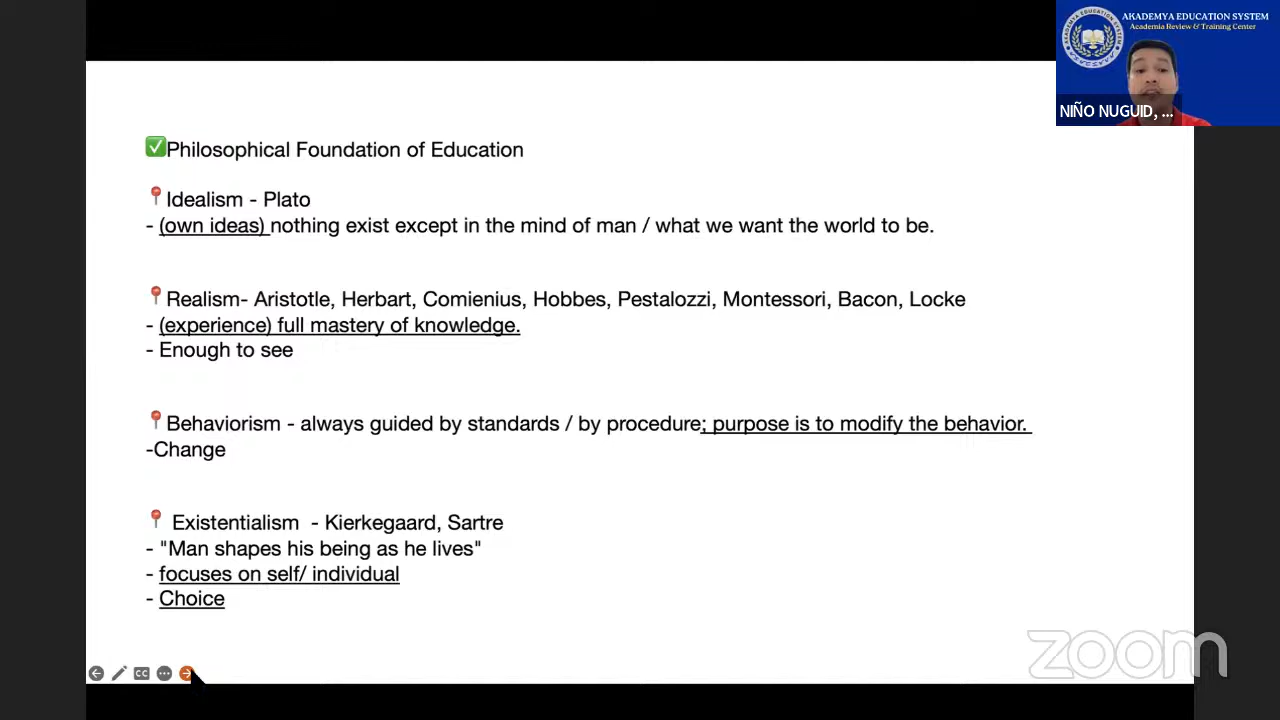 AKADEMYA EDUCATION SYSTEM
Academia Review & Training Center
NIÑO NUGUID, ...
✅Philosophical Foundation of Education
📍Idealism - Plato
- (own ideas) nothing exist except in the mind of man / what we want the world to be.
📍Realism- Aristotle, Herbart, Comienius, Hobbes, Pestalozzi, Montessori, Bacon, Locke
- (experience) full mastery of knowledge.
- Enough to see
📍Behaviorism - always guided by standards / by procedure; purpose is to modify the behavior.
-Change
📍 Existentialism - Kierkegaard, Sartre
- "Man shapes his being as he lives"
- focuses on self/ individual
- Choice
CC
zoom